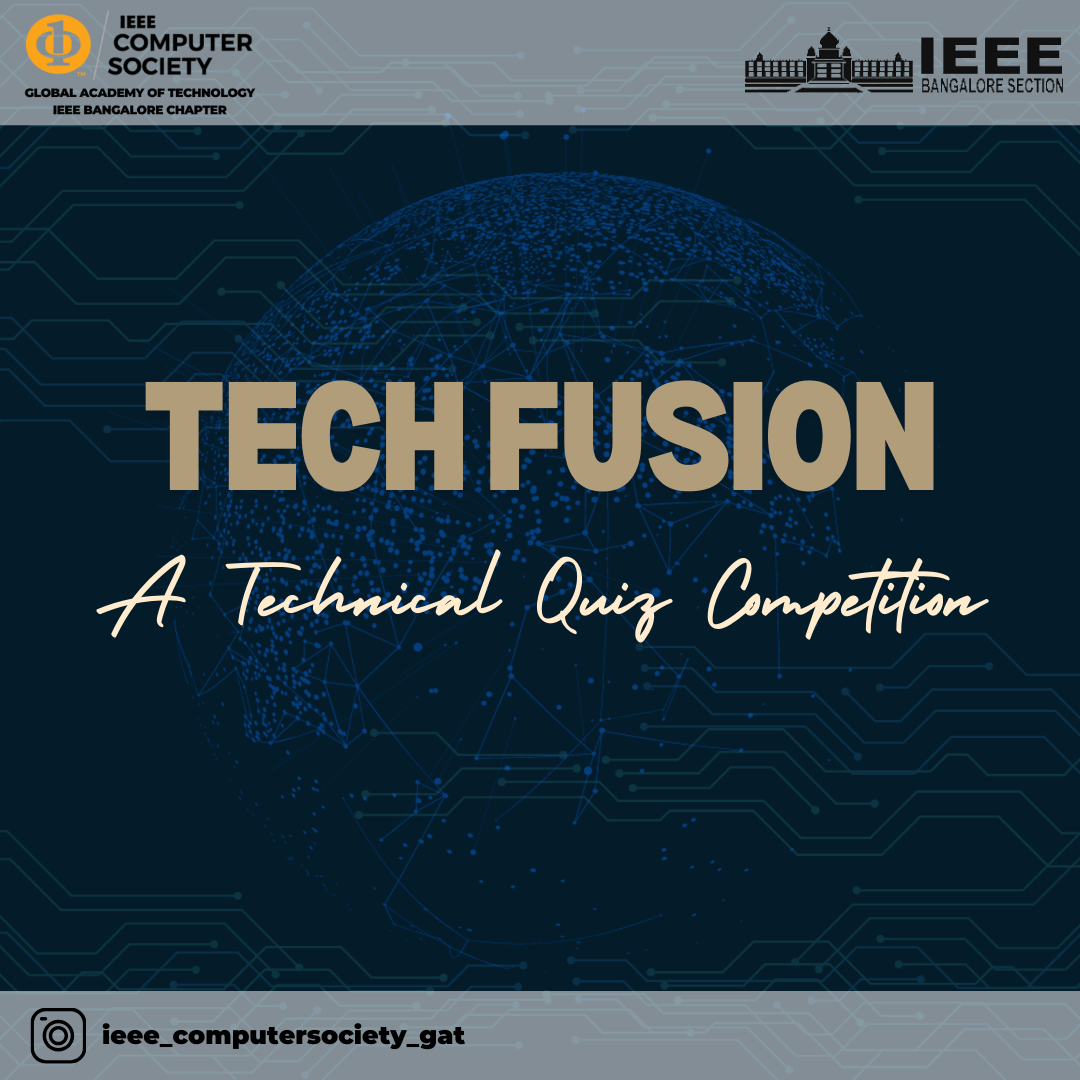 IEEE
COMPUTER
SOCIETY
GLOBAL ACADEMY OF TECHNOLOGY
IEEE BANGALORE CHAPTER
IEEE
BANGALORE SECTION
TECH FUSION
A Technical Quiz Competition
ieee_computersociety_gat